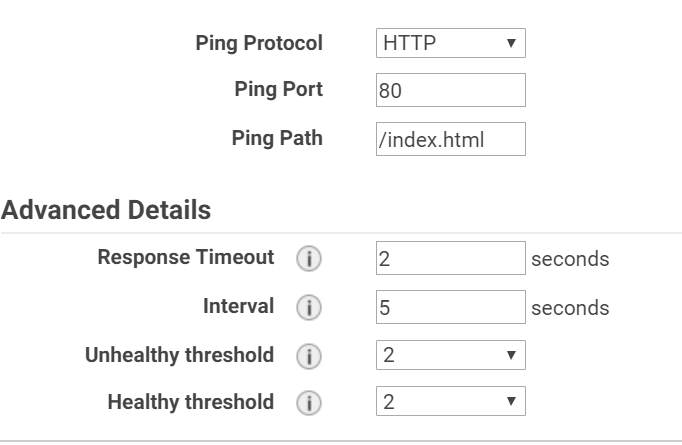 Ping Protocol HTTP
Ping Port 80
Ping Path /index.html
Advanced Details
Response Timeout i 2 seconds
Interval i 5 seconds
Unhealthy threshold i 2
Healthy threshold i 2